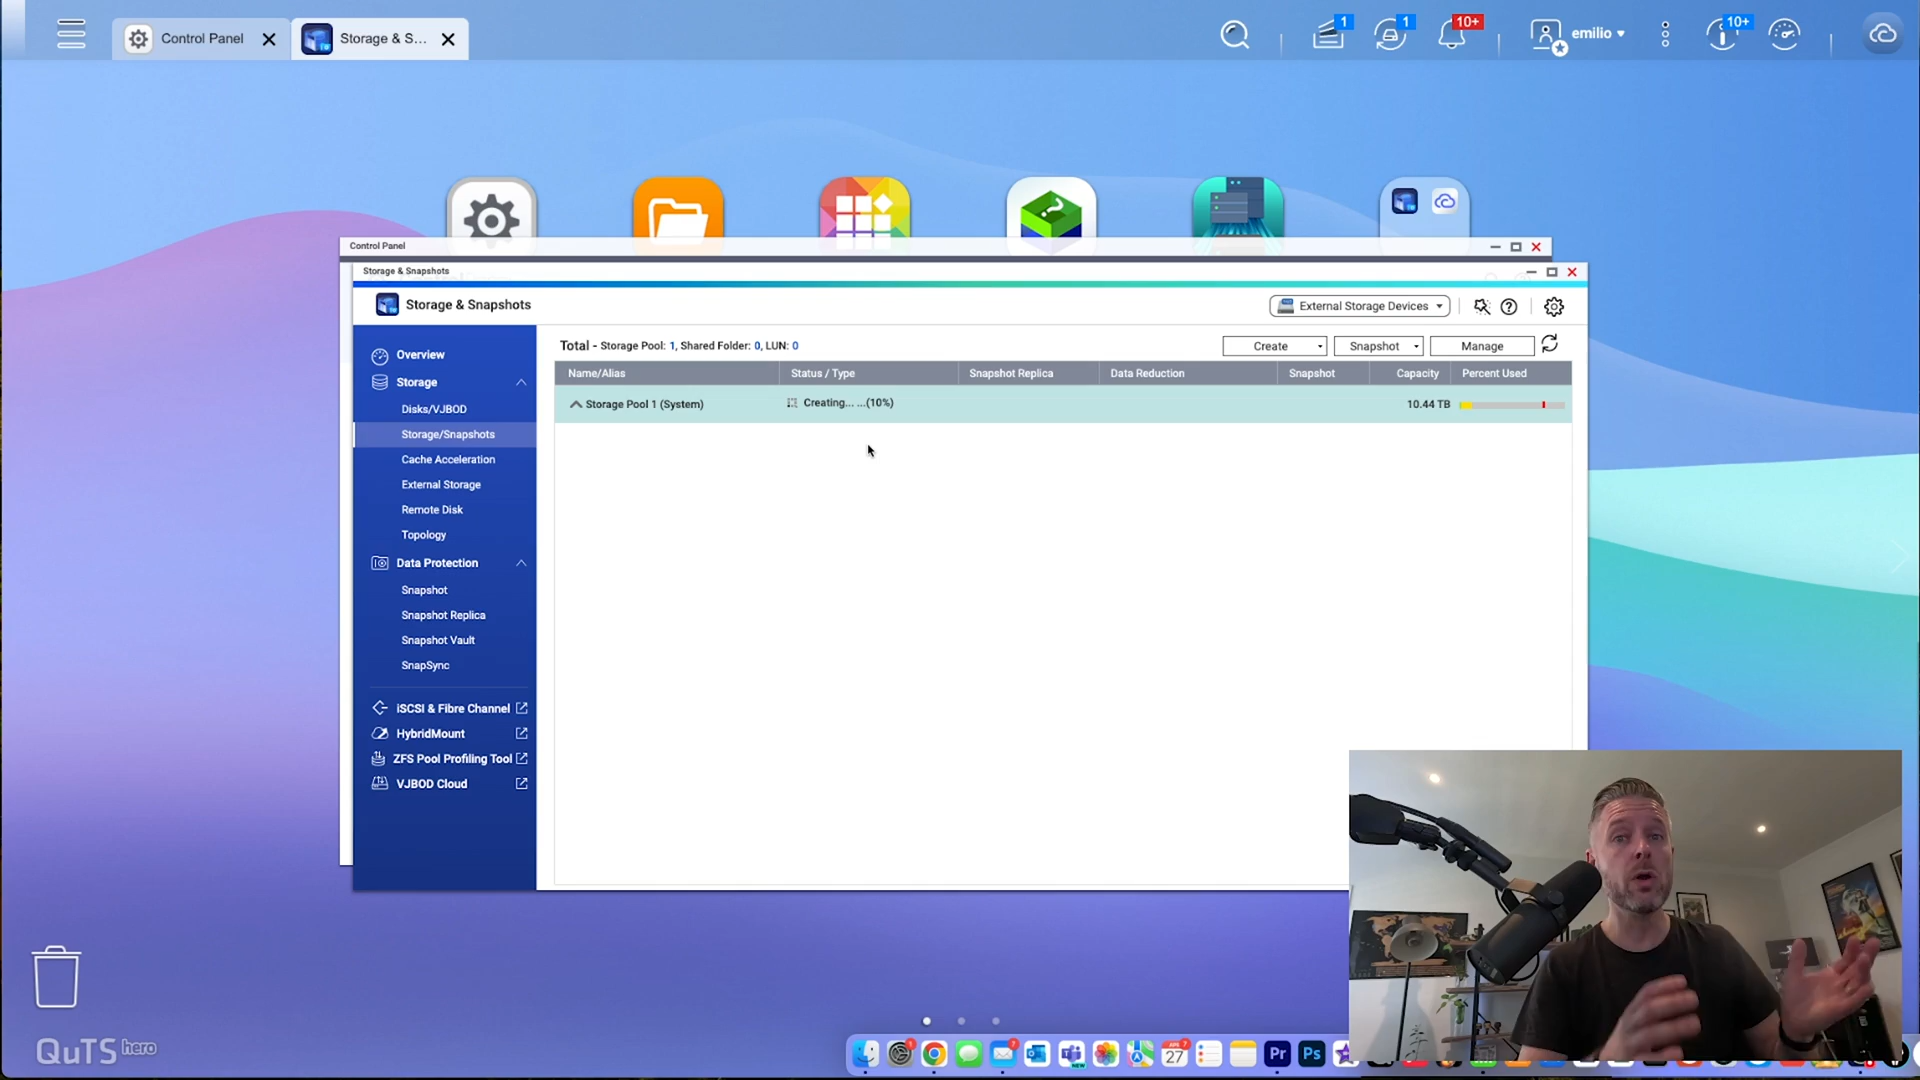 Control Panel
Storage & S...
1
1
10+
emilio
10+
Control Panel
Storage & Snapshots
Storage & Snapshots
External Storage Devices
Overview
Storage
Disks/VJBOD
Storage/Snapshots
Cache Acceleration
External Storage
Remote Disk
Topology
Data Protection
Snapshot
Snapshot Replica
Snapshot Vault
SnapSync
iSCSI & Fibre Channel
HybridMount
ZFS Pool Profiling Tool
VJBOD Cloud
Total - Storage Pool: 1, Shared Folder: 0, LUN: 0
Create
Snapshot
Manage
Name/Alias Status / Type Snapshot Replica Data Reduction Snapshot Capacity Percent Used
Storage Pool 1 (System) Creating... ...(10%) 10.44 TB
QuTS hero
27
Pr
Ps